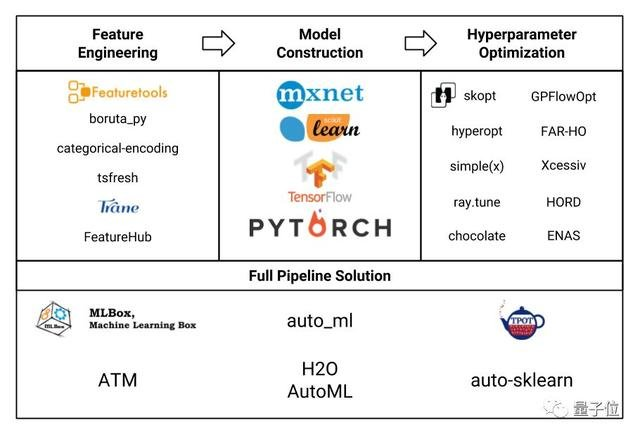 Feature
Engineering
Model
Construction
Hyperparameter
Optimization
Featuretools
boruta_py
categorical-encoding
tsfresh
Trane
FeatureHub
mxnet
scikit
learn
TensorFlow
PYTORCH
skopt
GPFlowOpt
hyperopt
FAR-HO
simple(x)
Xcessiv
ray.tune
HORD
chocolate
ENAS
Full Pipeline Solution
MLBox
MLBox,
Machine Learning Box
auto_ml
TPOT
ATM
H2O
AutoML
auto-sklearn
量子位